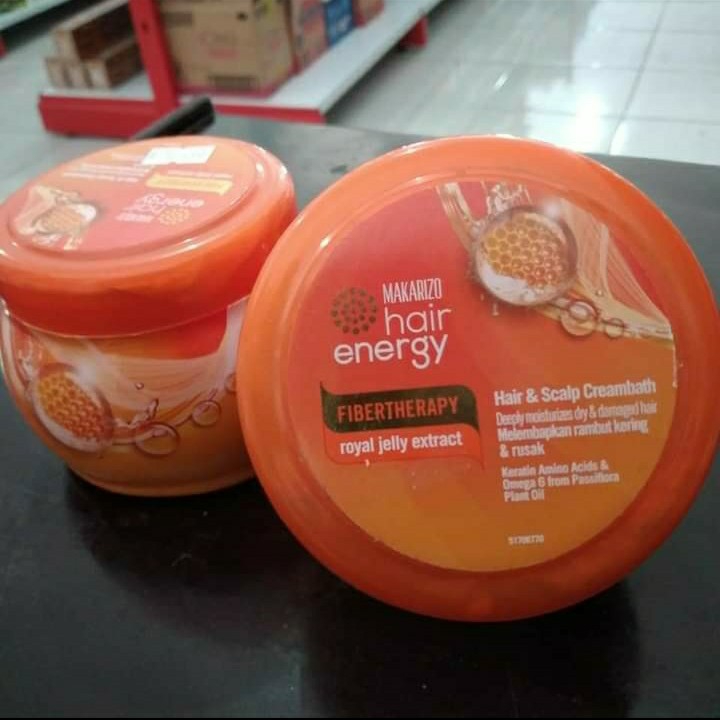 MAKARIZO
hair
energy
FIBERTHERAPY
royal jelly extract
Hair & Scalp Creambath
Deeply moisturizes dry & damaged hair
Melembapkan rambut kering
& rusak
Keratin Amino Acids &
Omega 6 from Passiflora
Plant Oil
energy